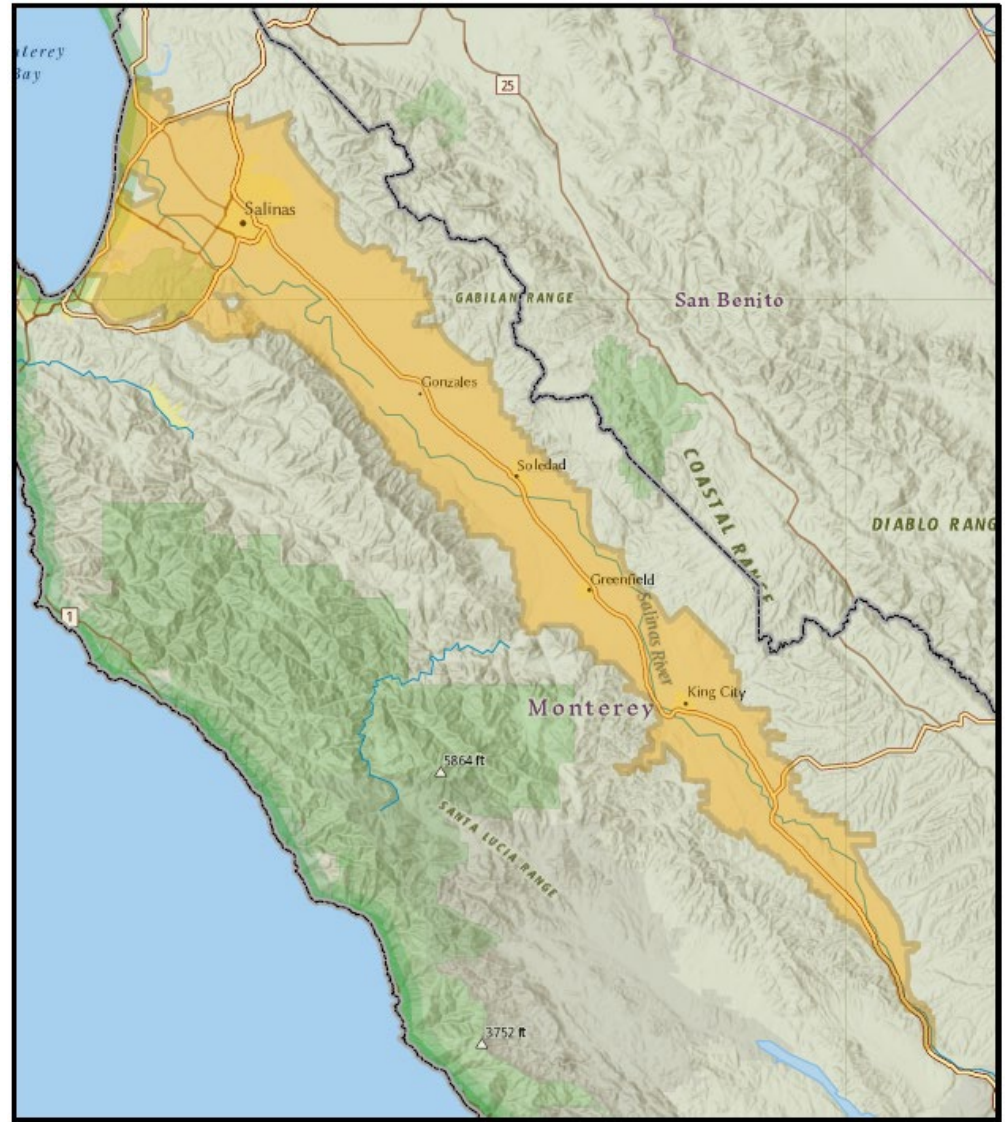 nterey
Bay
25
Salinas
GABILAN RANGE
San Benito
Gonzales
Soledad
COASTAL RANGE
DIABLO RANG
Greenfield
Salinas River
1
King City
Monterey
5864 ft
SANTA LUCIA RANGE
3752 ft